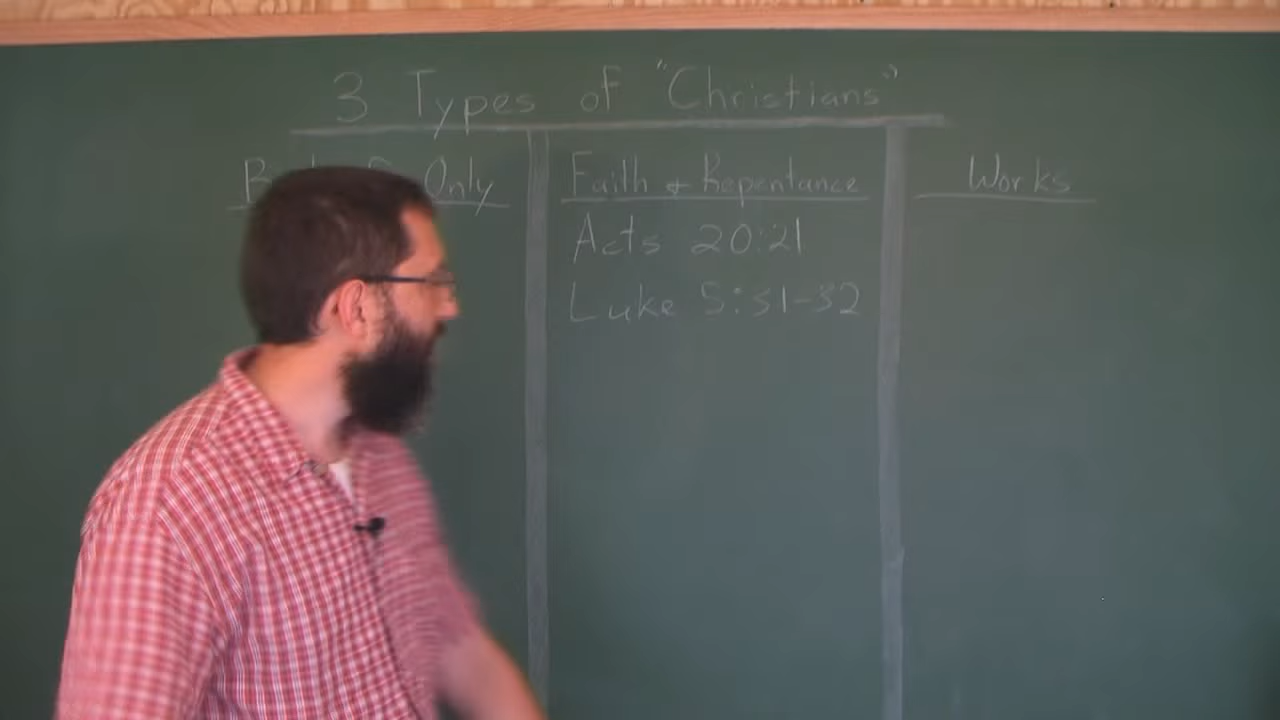 3 Types of "Christians"
Only
Faith & Repentance
Works
Acts 20:21
Luke 5:31-32